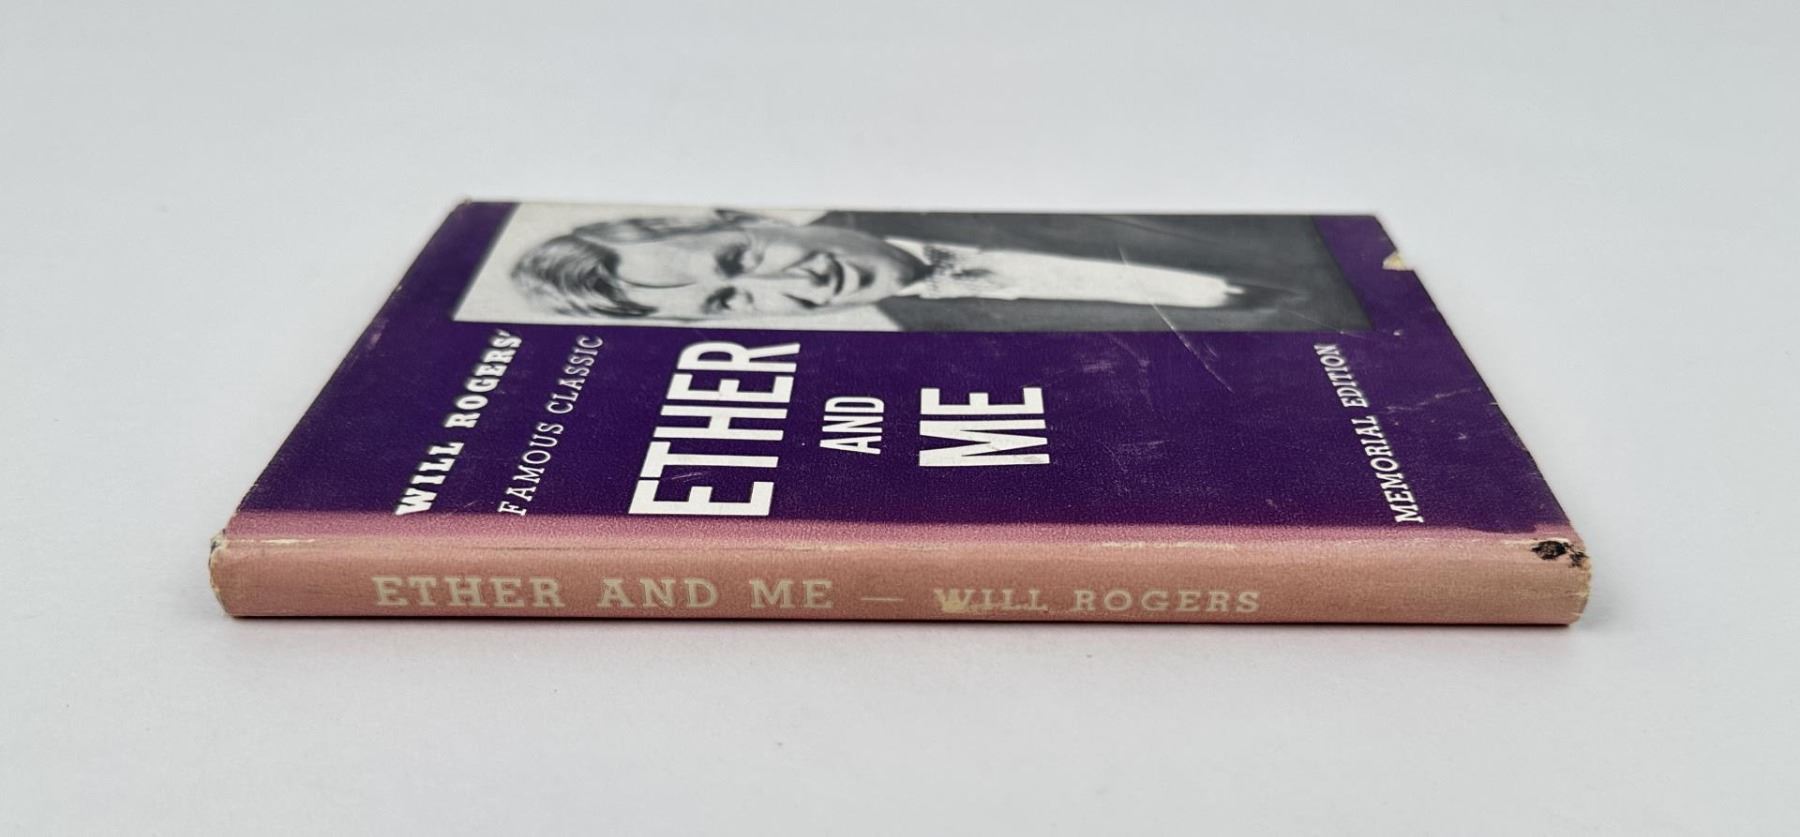 WILL ROGERS'
FAMOUS CLASSIC
ETHER
AND
ME
MEMORIAL EDITION
ETHER AND ME — WILL ROGERS